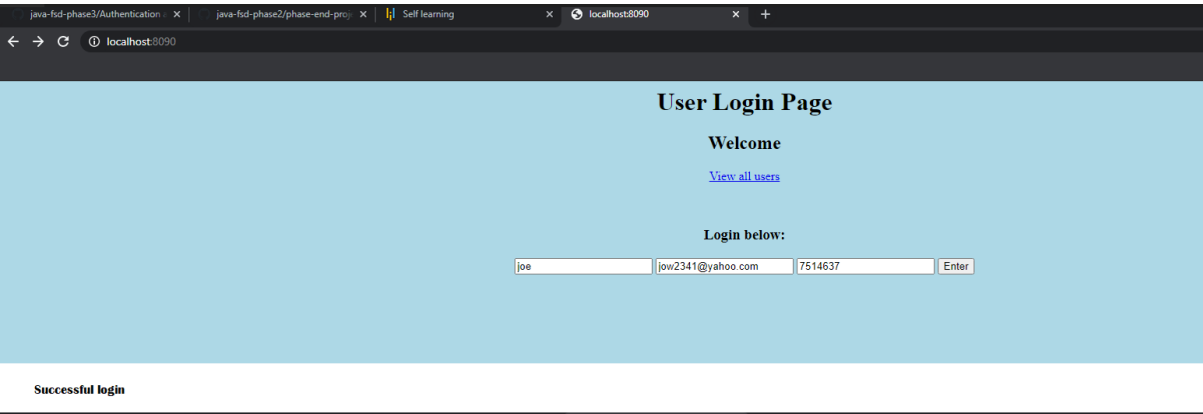 java-fsd-phase3/Authentication java-fsd-phase2/phase-end-proj Self learning localhost:8090
localhost:8090
User Login Page
Welcome
View all users
Login below:
joe jow2341@yahoo.com 7514637 Enter
Successful login